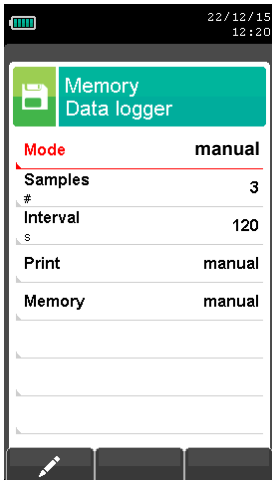 22/12/15
12:20
Memory
Data logger
Mode manual
Samples 3
#
Interval 120
s
Print manual
Memory manual